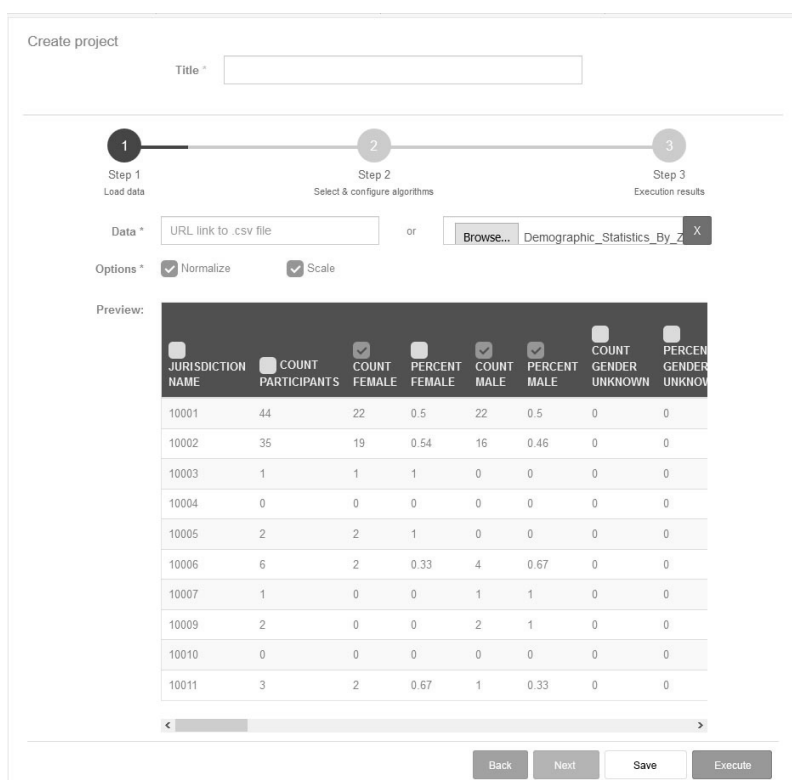 Create project
Title *
1 2 3
Step 1 Step 2 Step 3
Load data Select & configure algorithms Execution results
Data * URL link to .csv file or Browse... Demographic_Statistics_By_Z X
Options * Normalize Scale
Preview:
COUNT PERCEN
JURISDICTION COUNT COUNT PERCENT COUNT PERCENT GENDER GENDER
NAME PARTICIPANTS FEMALE FEMALE MALE MALE UNKNOWN UNKNOW
10001 44 22 0.5 22 0.5 0 0
10002 35 19 0.54 16 0.46 0 0
10003 1 1 1 0 0 0 0
10004 0 0 0 0 0 0 0
10005 2 2 1 0 0 0 0
10006 6 2 0.33 4 0.67 0 0
10007 1 0 0 1 1 0 0
10009 2 0 0 2 1 0 0
10010 0 0 0 0 0 0 0
10011 3 2 0.67 1 0.33 0 0
Back Next Save Execute